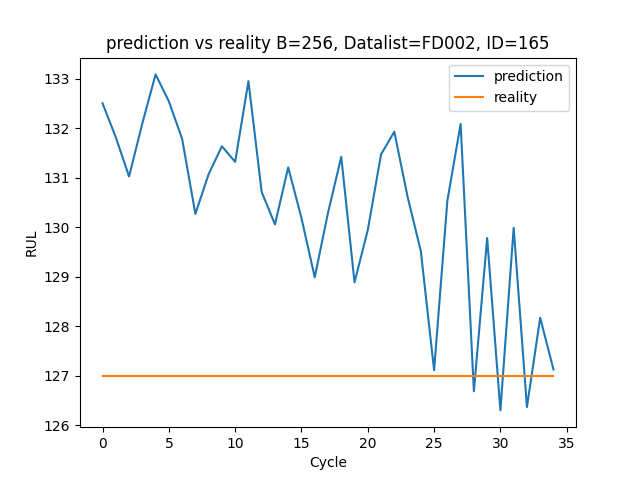 prediction vs reality B=256, Datalist=FD002, ID=165
prediction
reality
133
132
131
130
129
128
127
126
RUL
0 5 10 15 20 25 30 35
Cycle